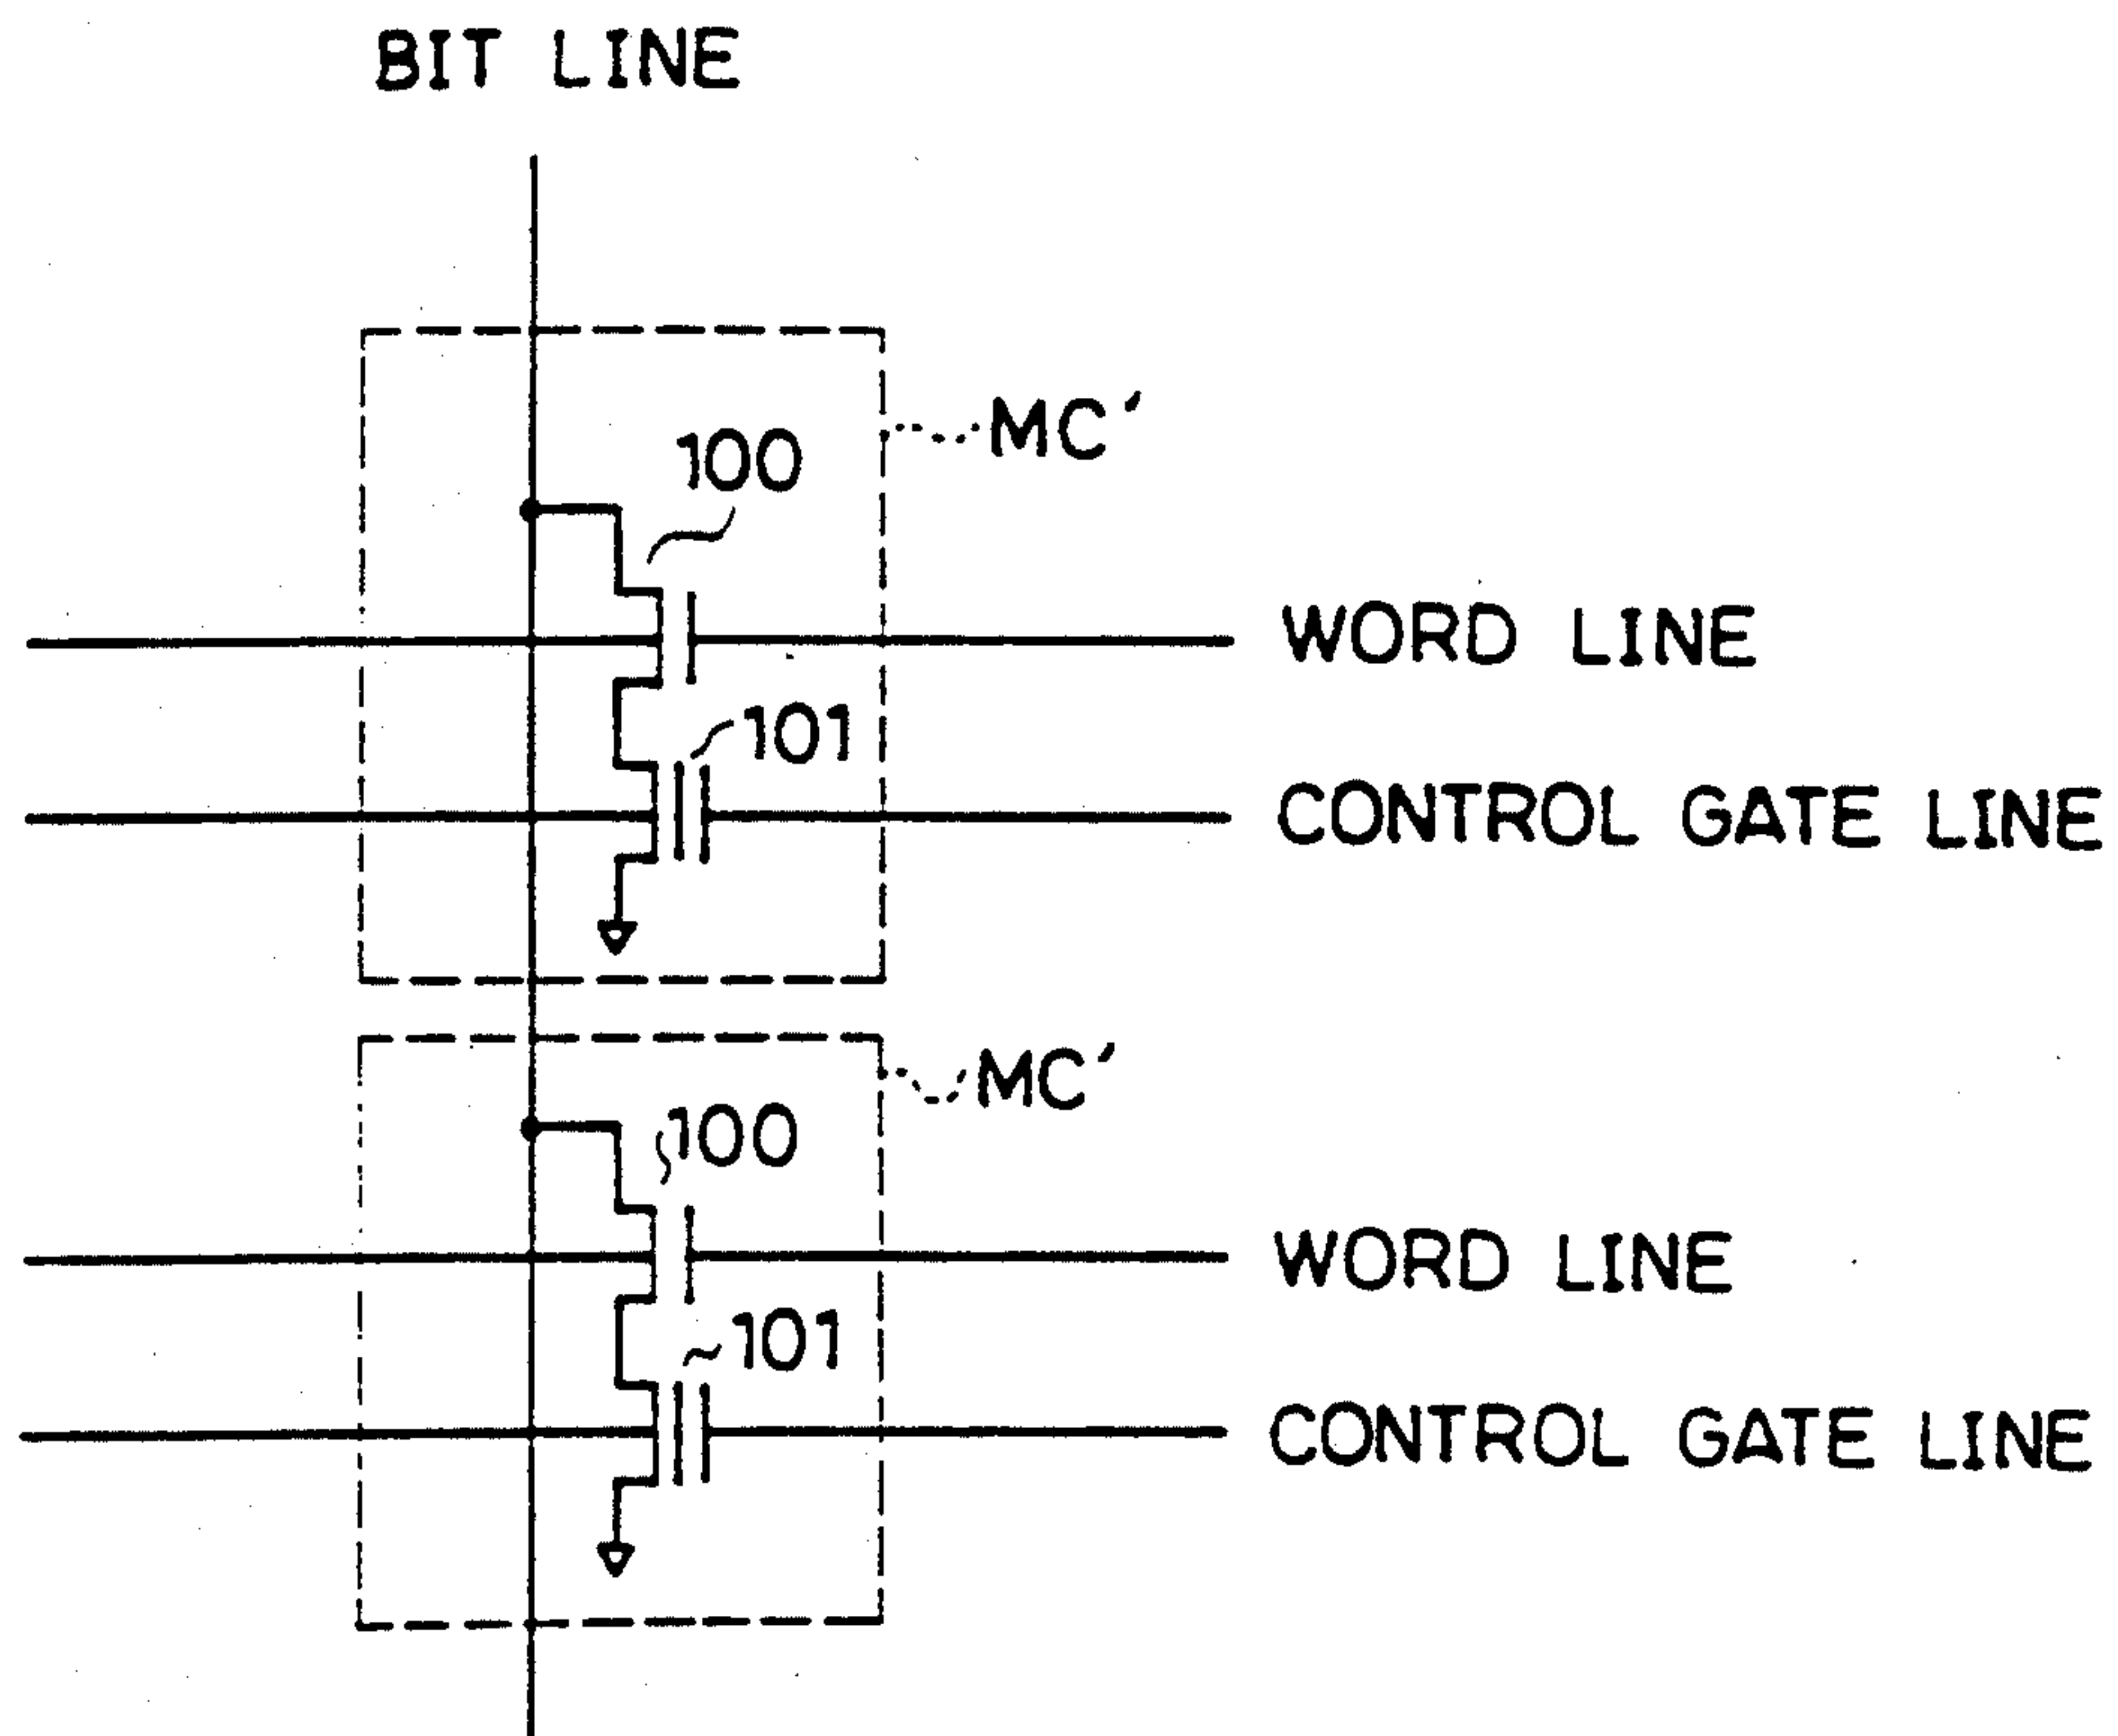 BIT LINE
MC'
100
WORD LINE
101
CONTROL GATE LINE
MC'
100
WORD LINE
101
CONTROL GATE LINE